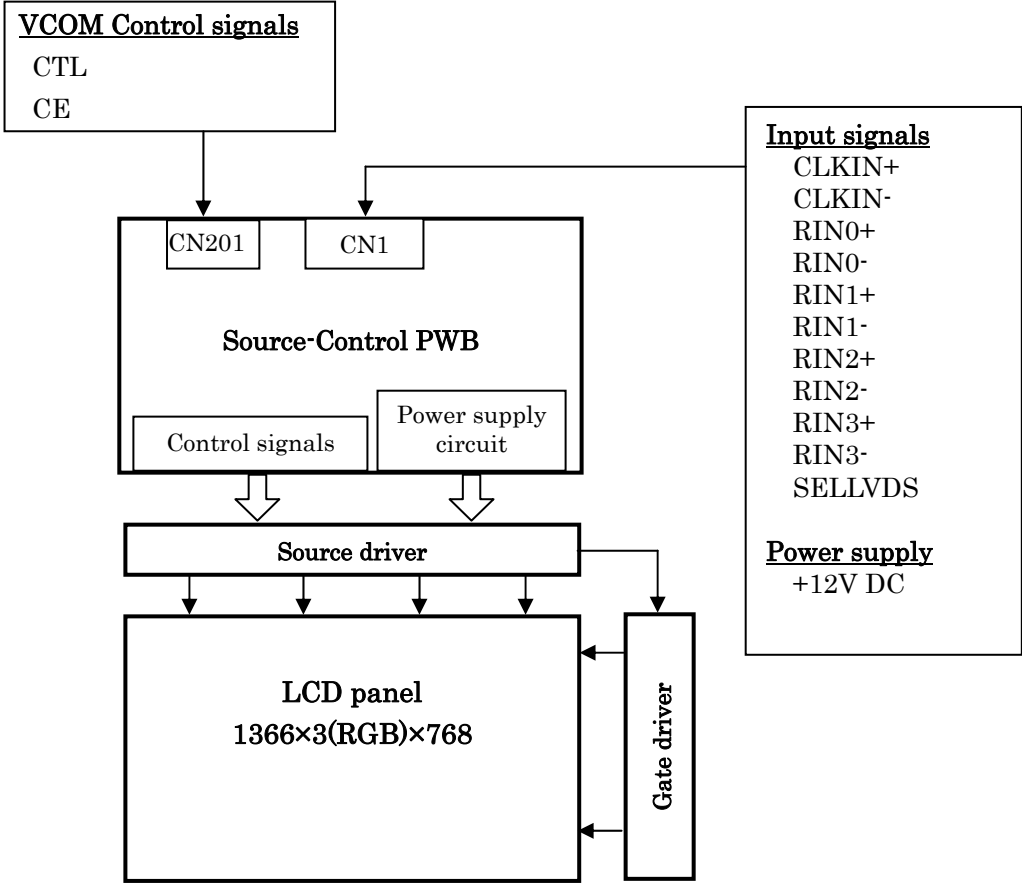 VCOM Control signals
CTL
CE
Input signals
CLKIN+
CLKIN-
RIN0+
RIN0-
RIN1+
RIN1-
RIN2+
RIN2-
RIN3+
RIN3-
SELLVDS
Power supply
+12V DC
CN201
CN1
Source-Control PWB
Control signals
Power supply
circuit
Source driver
LCD panel
1366×3(RGB)×768
Gate driver